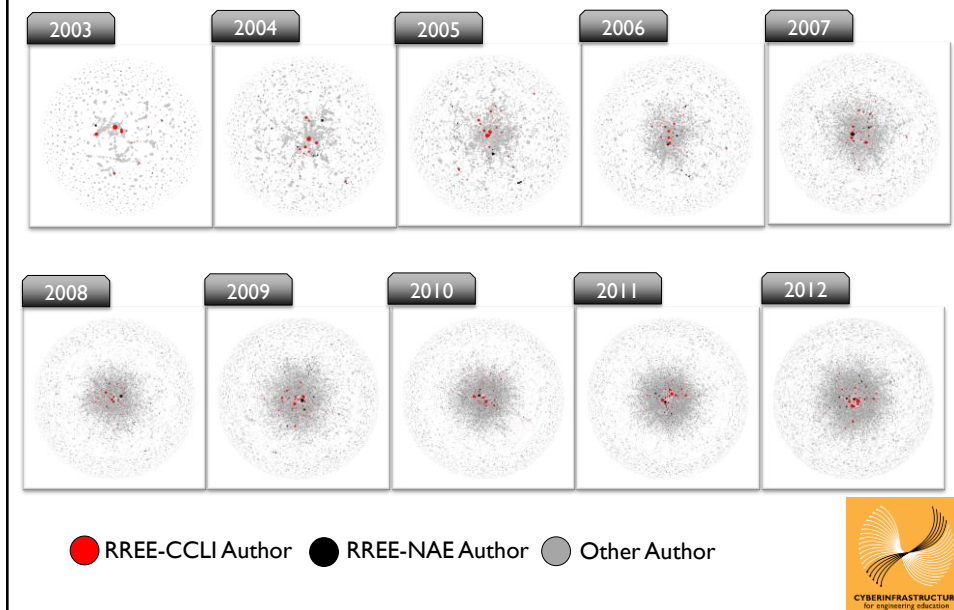 2003
2004
2005
2006
2007
2008
2009
2010
2011
2012
RREE-CCLI Author
RREE-NAE Author
Other Author
CYBERINFRASTRUCTUR
for engineering education